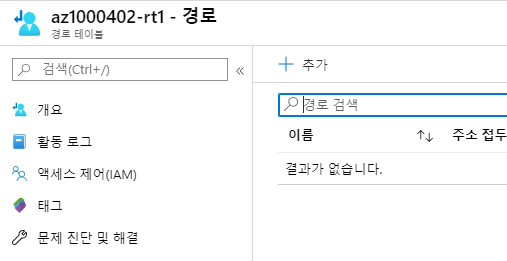 az1000402-rt1 - 경로
경로 테이블
검색(Ctrl+/)
«
추가
개요
경로 검색
활동 로그
이름
주소 접두
액세스 제어(IAM)
결과가 없습니다.
태그
문제 진단 및 해결